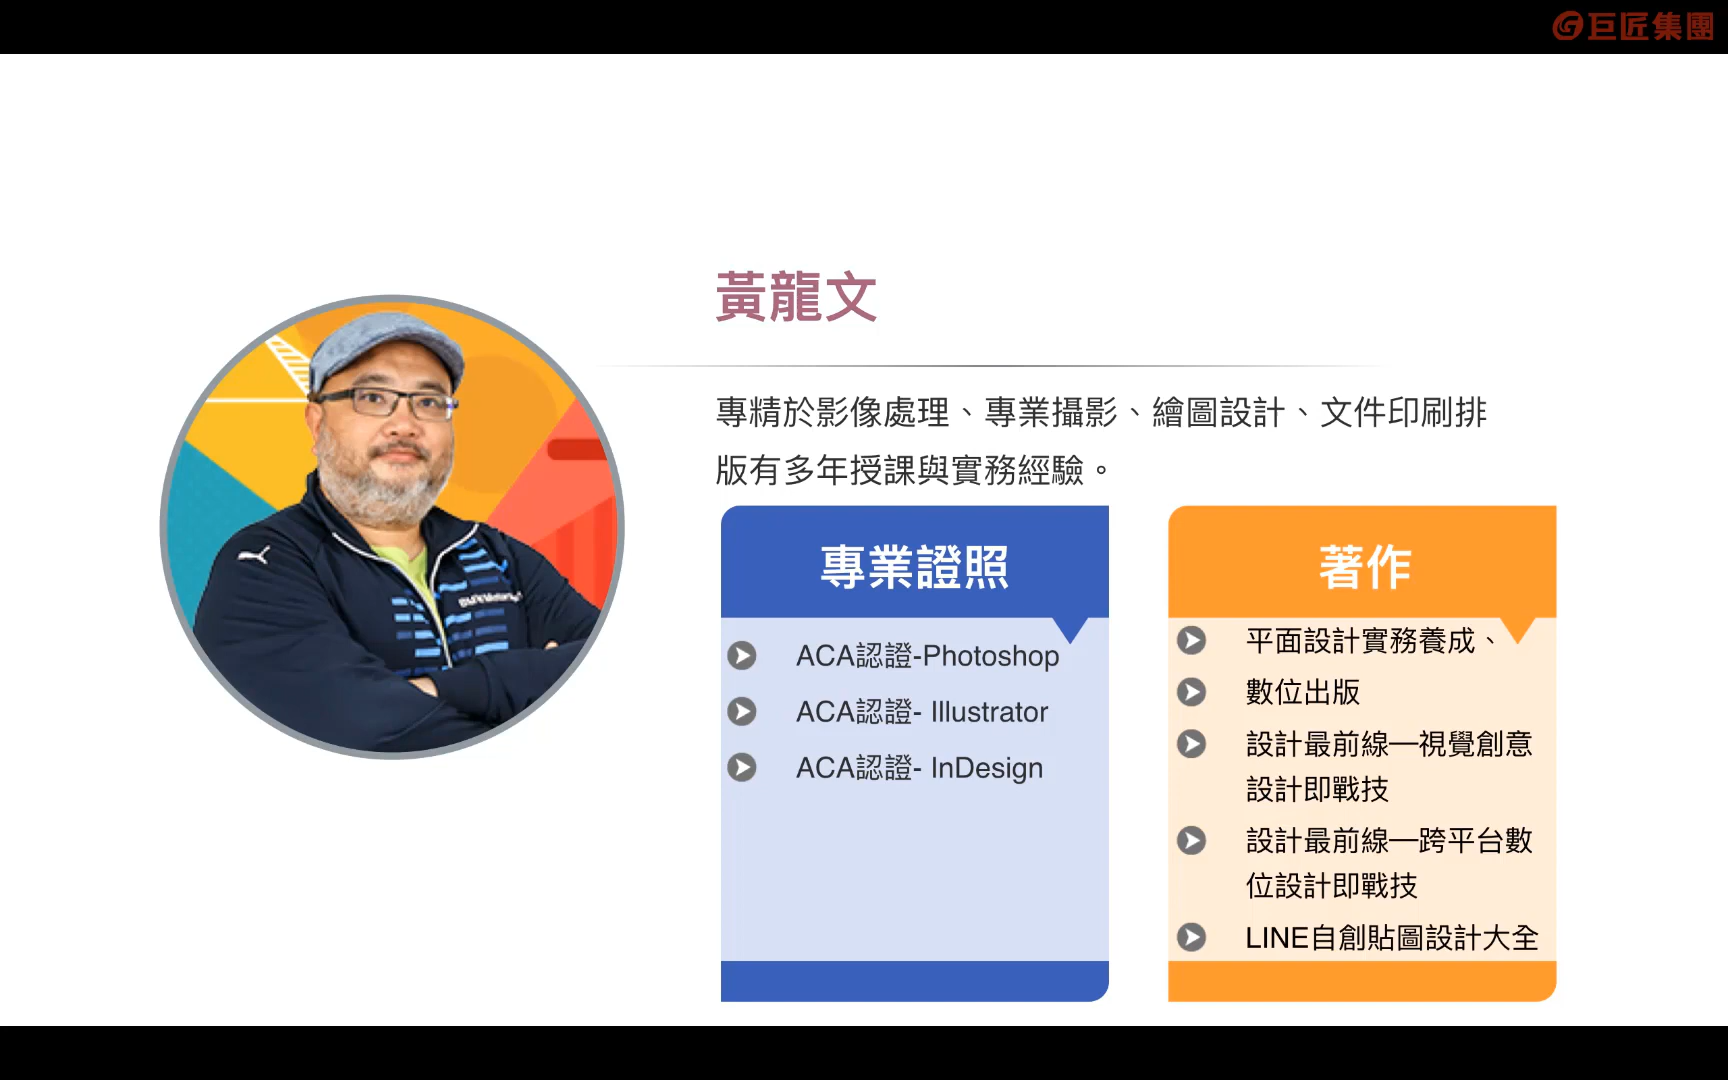 巨匠集團
黃龍文
專精於影像處理、專業攝影、繪圖設計、文件印刷排
版有多年授課與實務經驗。
專業證照
ACA認證-Photoshop
ACA認證- Illustrator
ACA認證- InDesign
著作
平面設計實務養成、
數位出版
設計最前線—視覺創意
設計即戰技
設計最前線—跨平台數
位設計即戰技
LINE自創貼圖設計大全